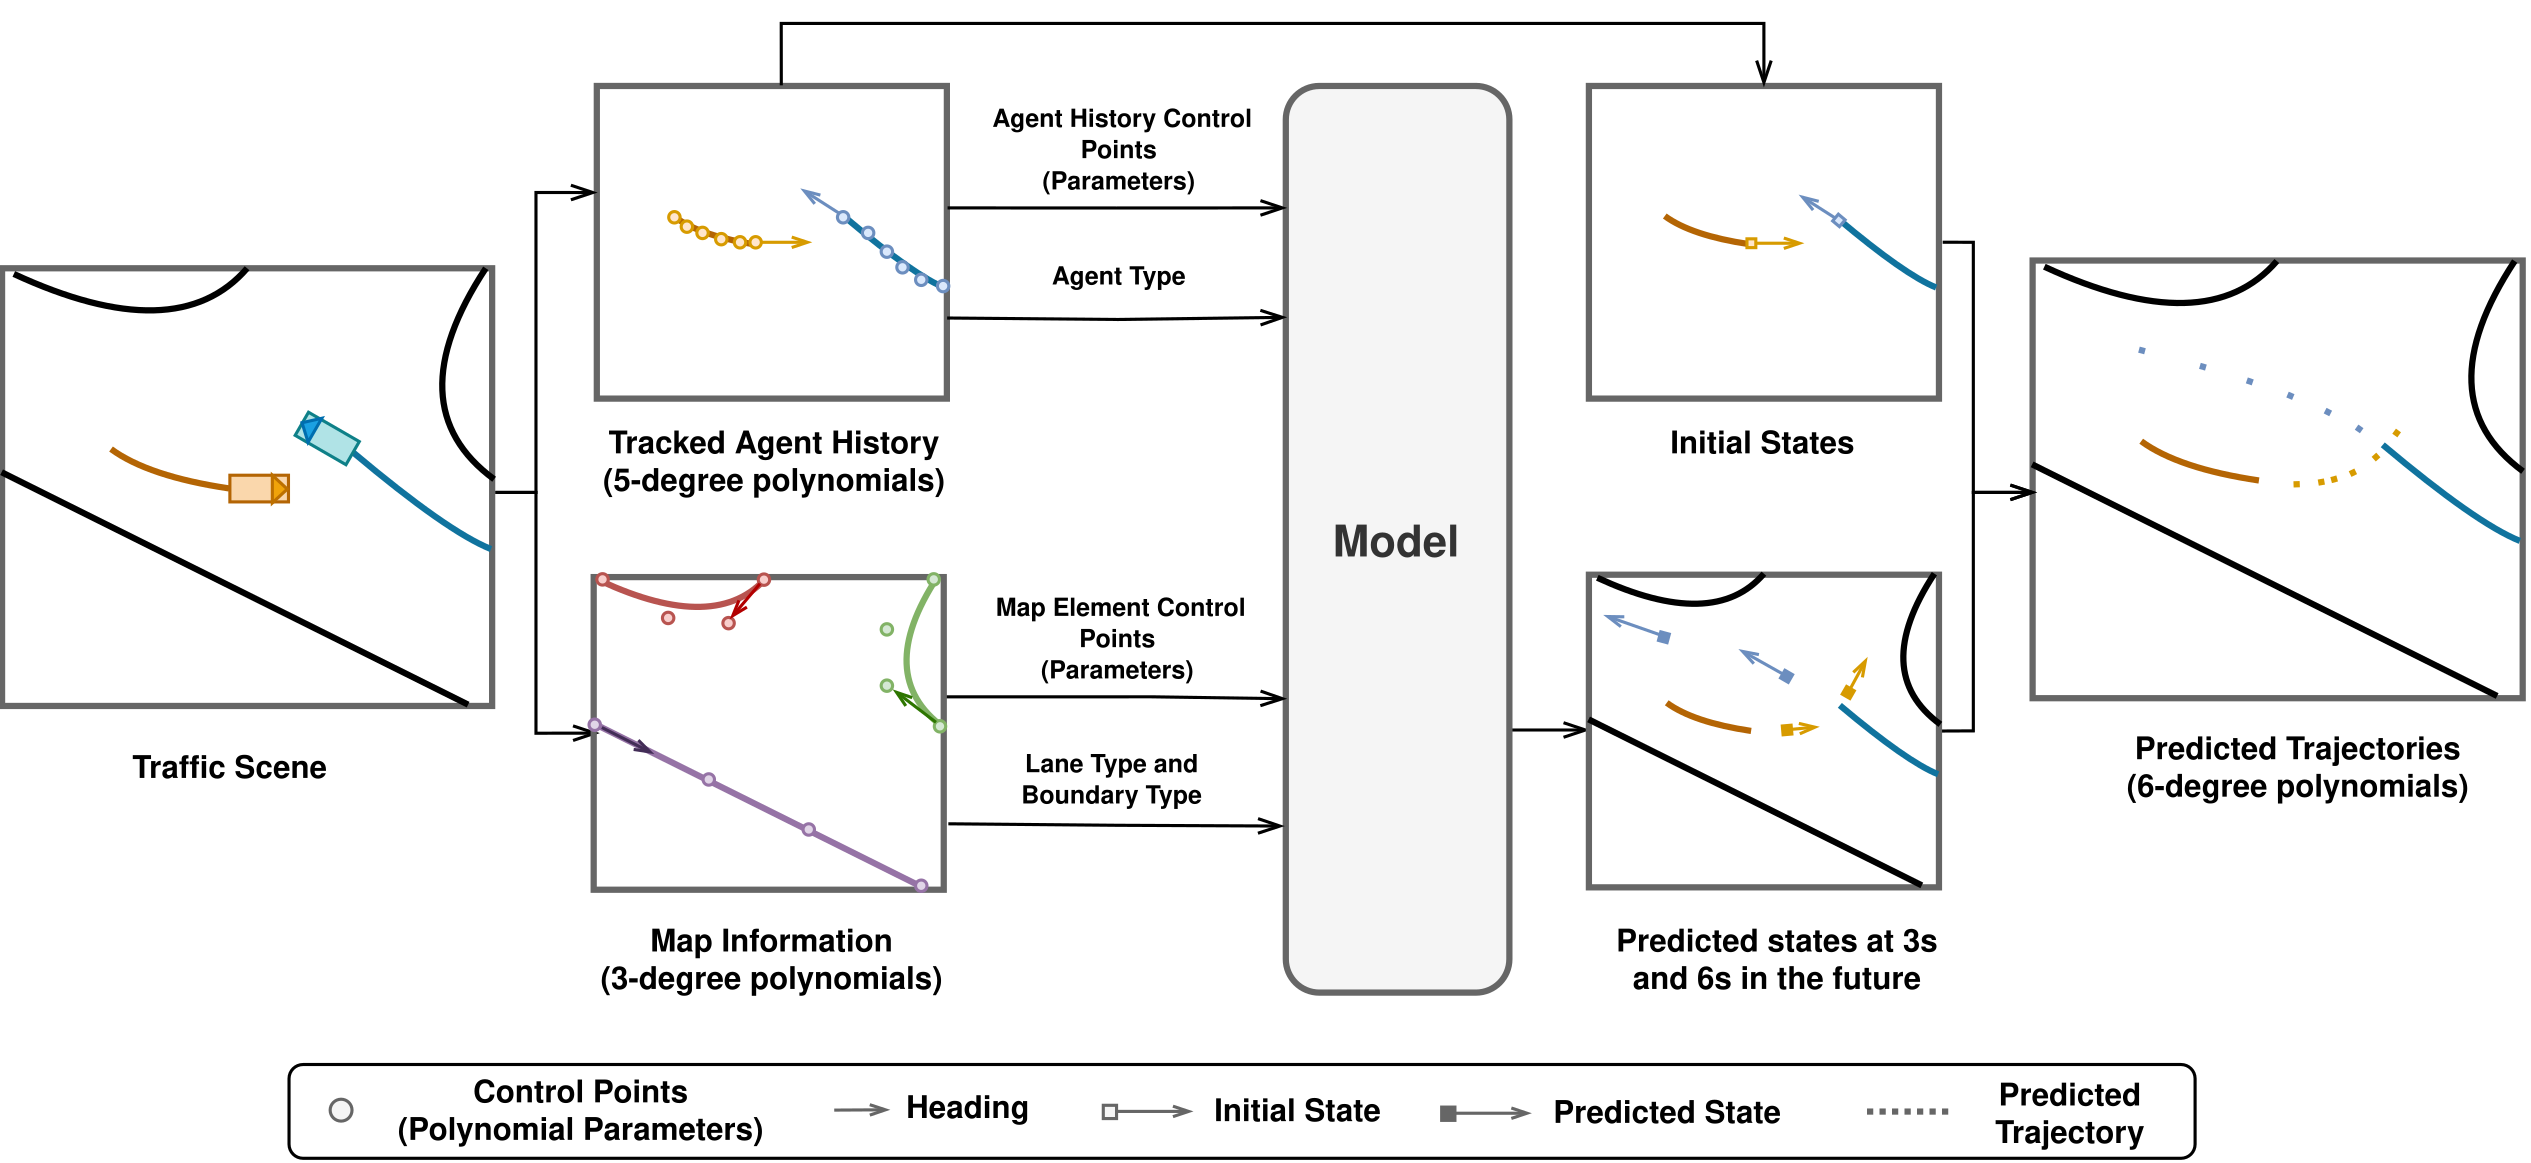 Agent History Control
Points
(Parameters)
Agent Type
Tracked Agent History
(5-degree polynomials)
Initial States
Model
Traffic Scene
Map Element Control
Points
(Parameters)
Lane Type and
Boundary Type
Map Information
(3-degree polynomials)
Predicted states at 3s
and 6s in the future
Predicted Trajectories
(6-degree polynomials)
Control Points
(Polynomial Parameters)
Heading
Initial State
Predicted State
Predicted
Trajectory